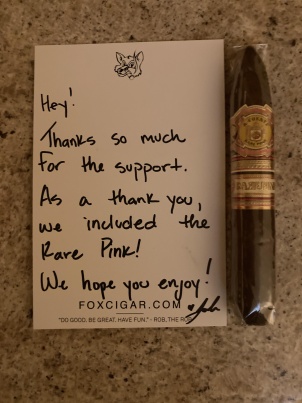 Hey!
Thanks so much
for the support.
As a thank you,
we included the
Rare Pink!
We hope you enjoy!
FOXCIGAR.COM
"DO GOOD. BE GREAT. HAVE FUN." - ROB, THE